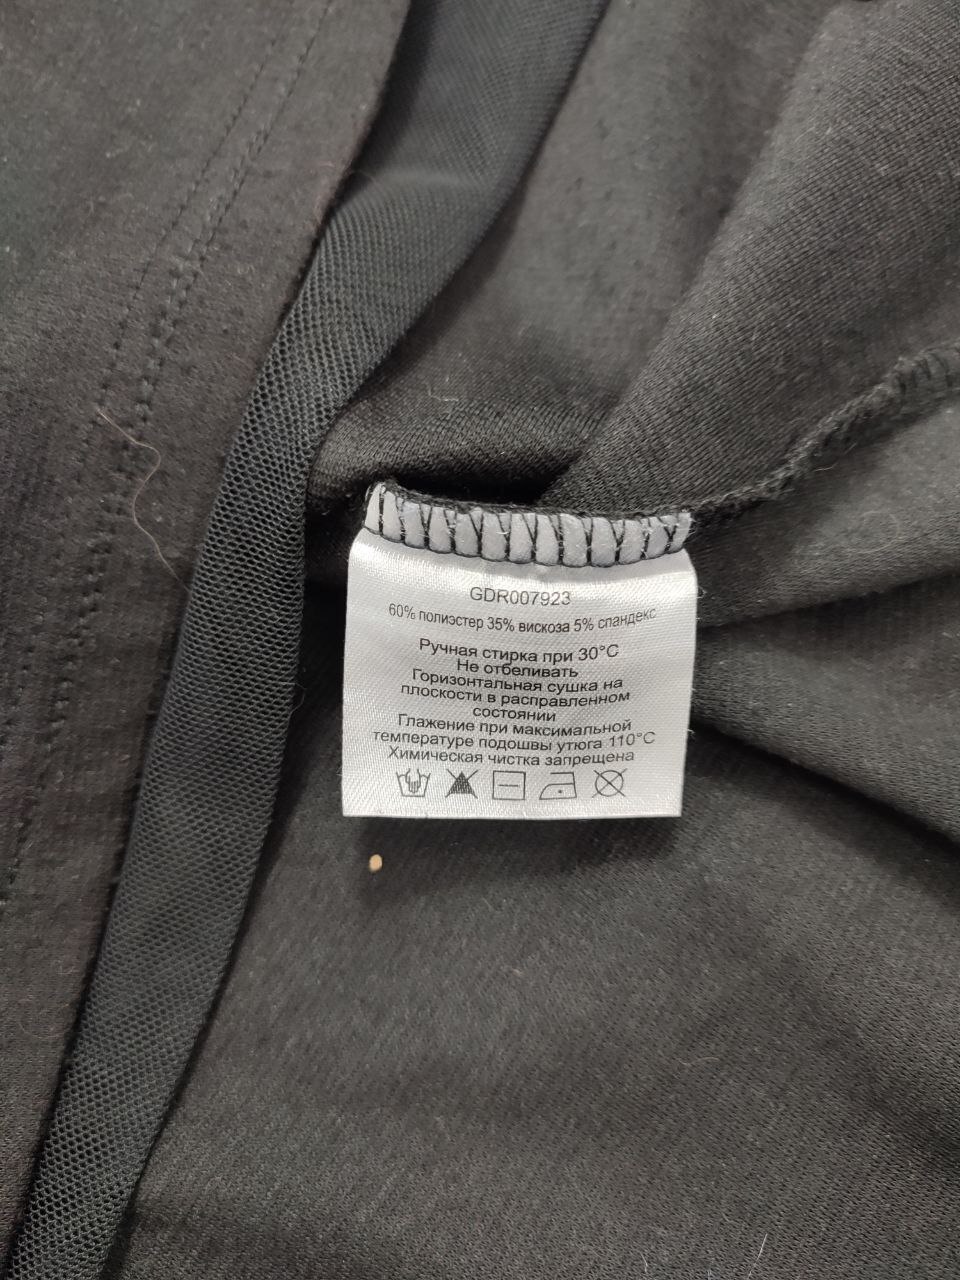 GDR007923
60% полиэстер 35% вискоза 5% спандекс
Ручная стирка при 30°C
Не отбеливать
Горизонтальная сушка на
плоскости в расправленном
состоянии
Глажение при максимальной
температуре подошвы утюга 110°C
Химическая чистка запрещена